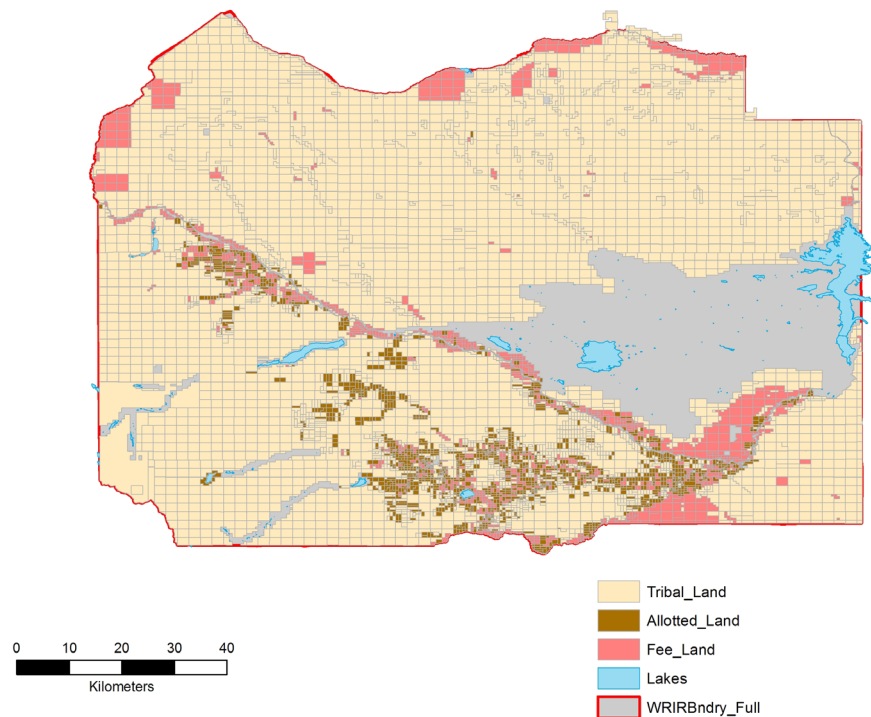 Tribal_Land
Allotted_Land
Fee_Land
Lakes
WRIRBndry_Full
0 10 20 30 40
Kilometers